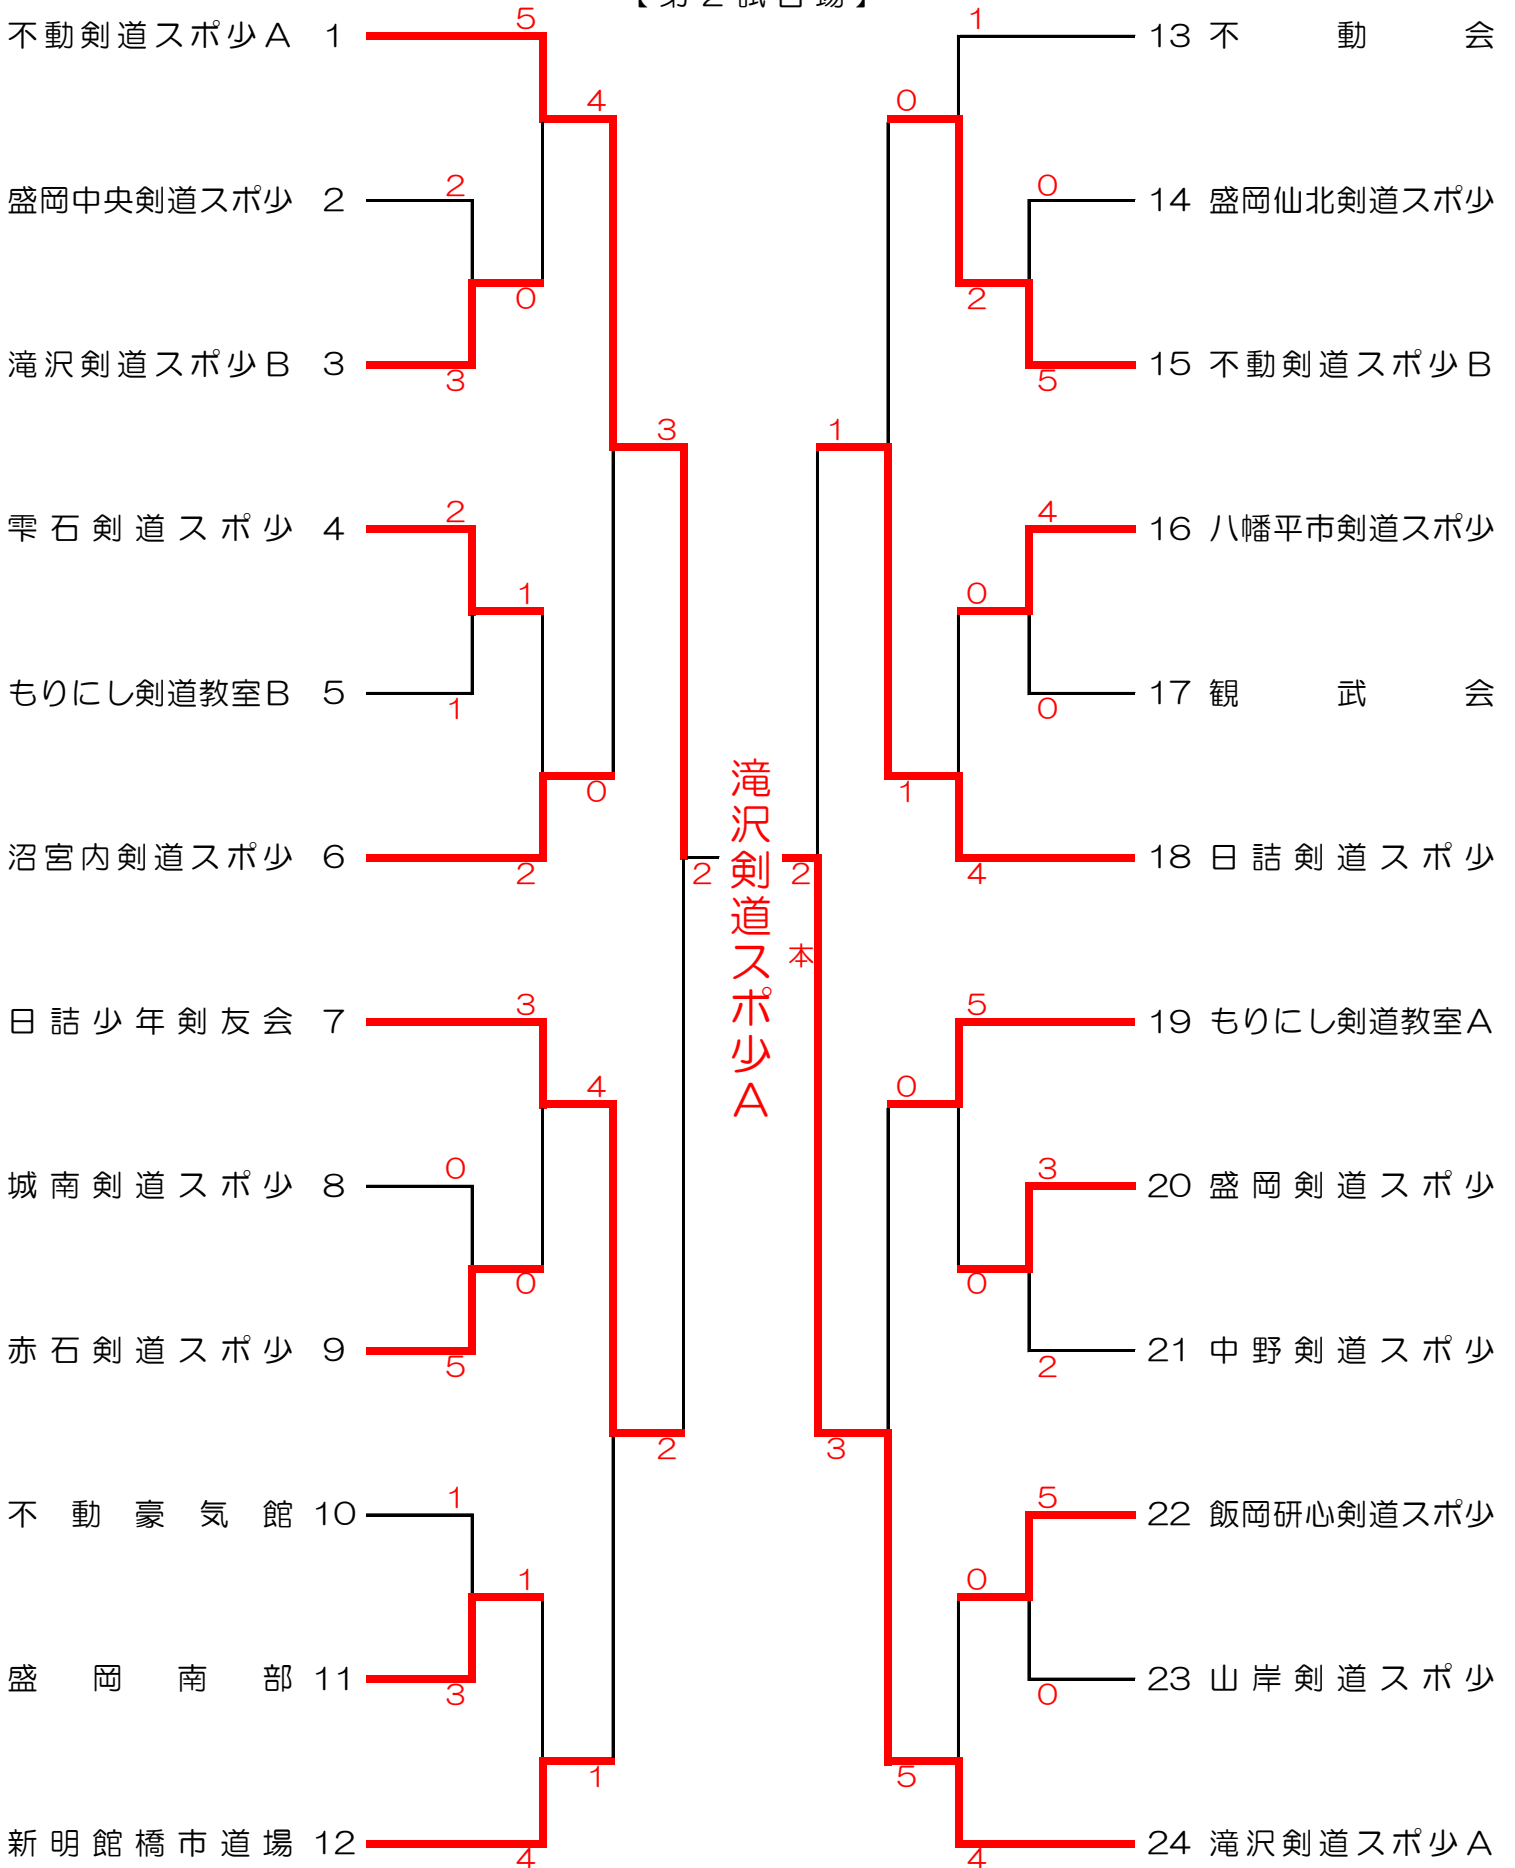 【第２試合場】
不動剣道スポ少Ａ 1
盛岡中央剣道スポ少 2
滝沢剣道スポ少Ｂ 3
雫石剣道スポ少 4
もりにし剣道教室Ｂ 5
沼宮内剣道スポ少 6
日詰少年剣友会 7
城南剣道スポ少 8
赤石剣道スポ少 9
不動豪気館 10
盛岡南部 11
新明館橋市道場 12
5
2
3
0
4
2
1
1
2
0
3
3
0
5
0
4
1
3
1
4
1
2
2
滝沢剣道スポ少Ａ
2
本
1
0
5
2
0
4
0
0
4
1
1
5
3
2
0
0
5
0
0
4
5
3
13 不動会
14 盛岡仙北剣道スポ少
15 不動剣道スポ少Ｂ
16 八幡平市剣道スポ少
17 観武会
18 日詰剣道スポ少
19 もりにし剣道教室Ａ
20 盛岡剣道スポ少
21 中野剣道スポ少
22 飯岡研心剣道スポ少
23 山岸剣道スポ少
24 滝沢剣道スポ少Ａ